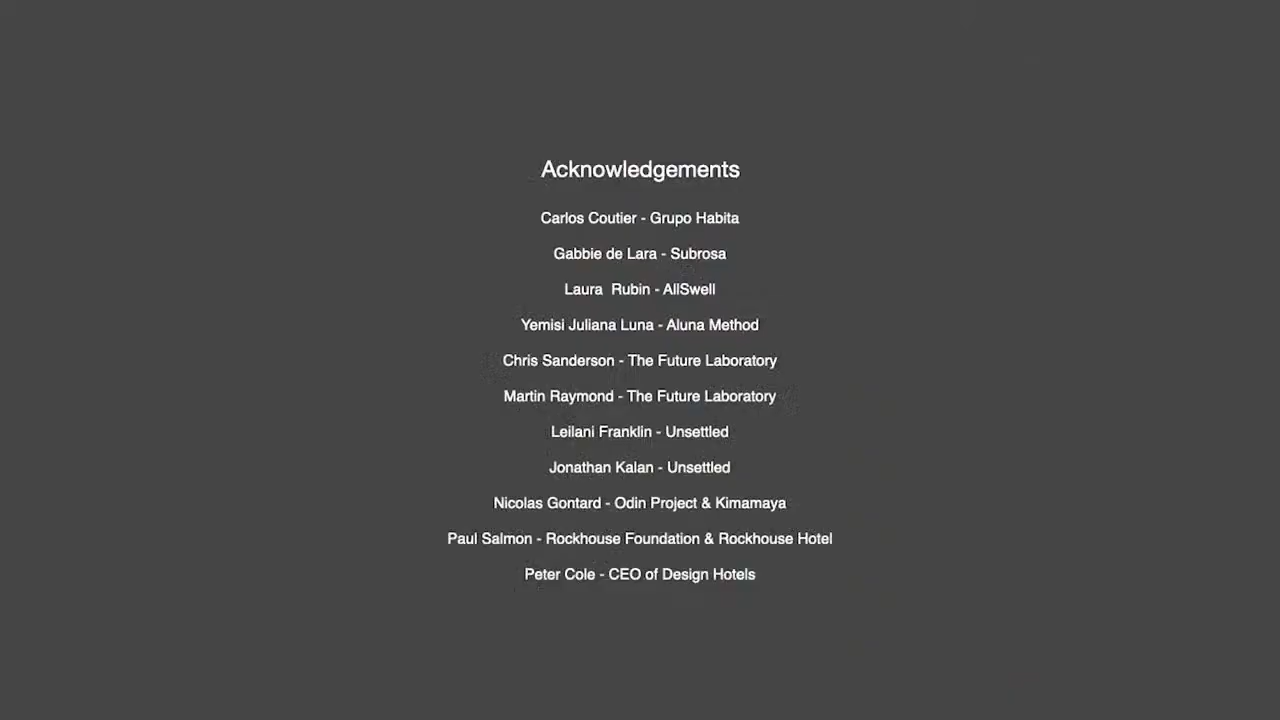 Acknowledgements
Carlos Coutier - Grupo Habita
Gabbie de Lara - Subrosa
Laura  Rubin - AllSwell
Yemisi Juliana Luna - Aluna Method
Chris Sanderson - The Future Laboratory
Martin Raymond - The Future Laboratory
Leilani Franklin - Unsettled
Jonathan Kalan - Unsettled
Nicolas Gontard - Odin Project & Kimamaya
Paul Salmon - Rockhouse Foundation & Rockhouse Hotel
Peter Cole - CEO of Design Hotels